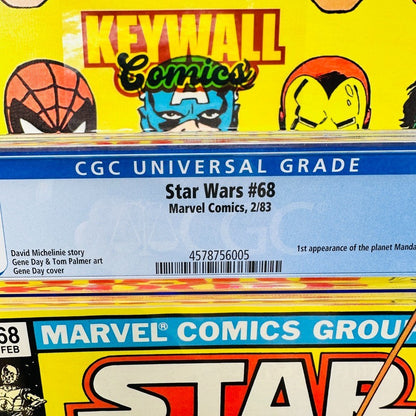 KEYWALL
Comics
CGC UNIVERSAL GRADE
Star Wars #68
Marvel Comics, 2/83
David Michelinie story
Gene Day & Tom Palmer art
Gene Day cover
4578756005
1st appearance of the planet Manda
68
FEB
MARVEL® COMICS GROU
STAR